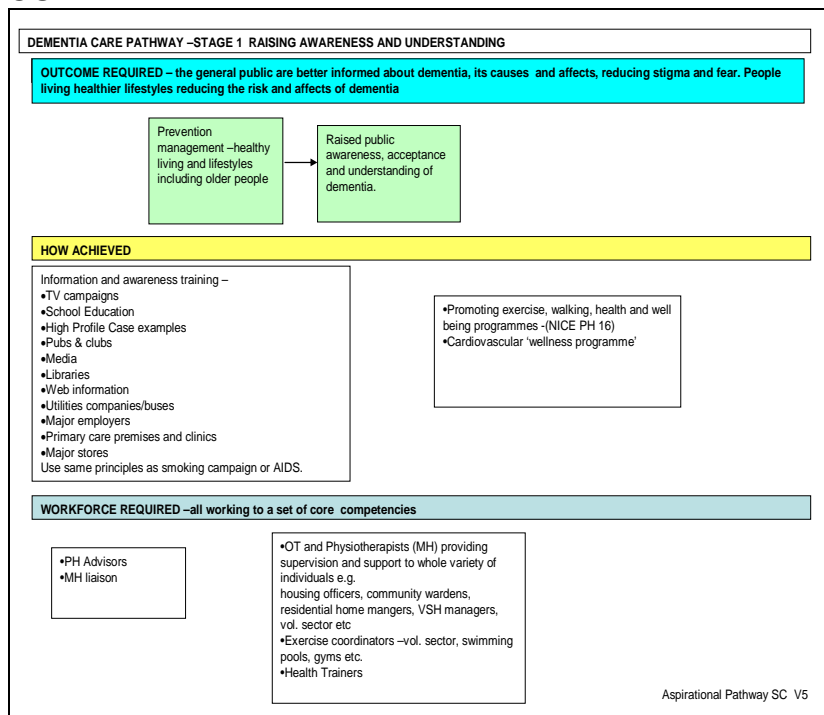 DEMENTIA CARE PATHWAY –STAGE 1 RAISING AWARENESS AND UNDERSTANDING
OUTCOME REQUIRED – the general public are better informed about dementia, its causes and affects, reducing stigma and fear. People
living healthier lifestyles reducing the risk and affects of dementia
Prevention
management –healthy
living and lifestyles
including older people
Raised public
awareness, acceptance
and understanding of
dementia.
HOW ACHIEVED
Information and awareness training –
•TV campaigns
•School Education
•High Profile Case examples
•Pubs & clubs
•Media
•Libraries
•Web information
•Utilities companies/buses
•Major employers
•Primary care premises and clinics
•Major stores
Use same principles as smoking campaign or AIDS.
•Promoting exercise, walking, health and well
being programmes -(NICE PH 16)
•Cardiovascular ‘wellness programme’
WORKFORCE REQUIRED –all working to a set of core competencies
•PH Advisors
•MH liaison
•OT and Physiotherapists (MH) providing
supervision and support to whole variety of
individuals e.g.
housing officers, community wardens,
residential home mangers, VSH managers,
vol. sector etc
•Exercise coordinators –vol. sector, swimming
pools, gyms etc.
•Health Trainers
Aspirational Pathway SC V5